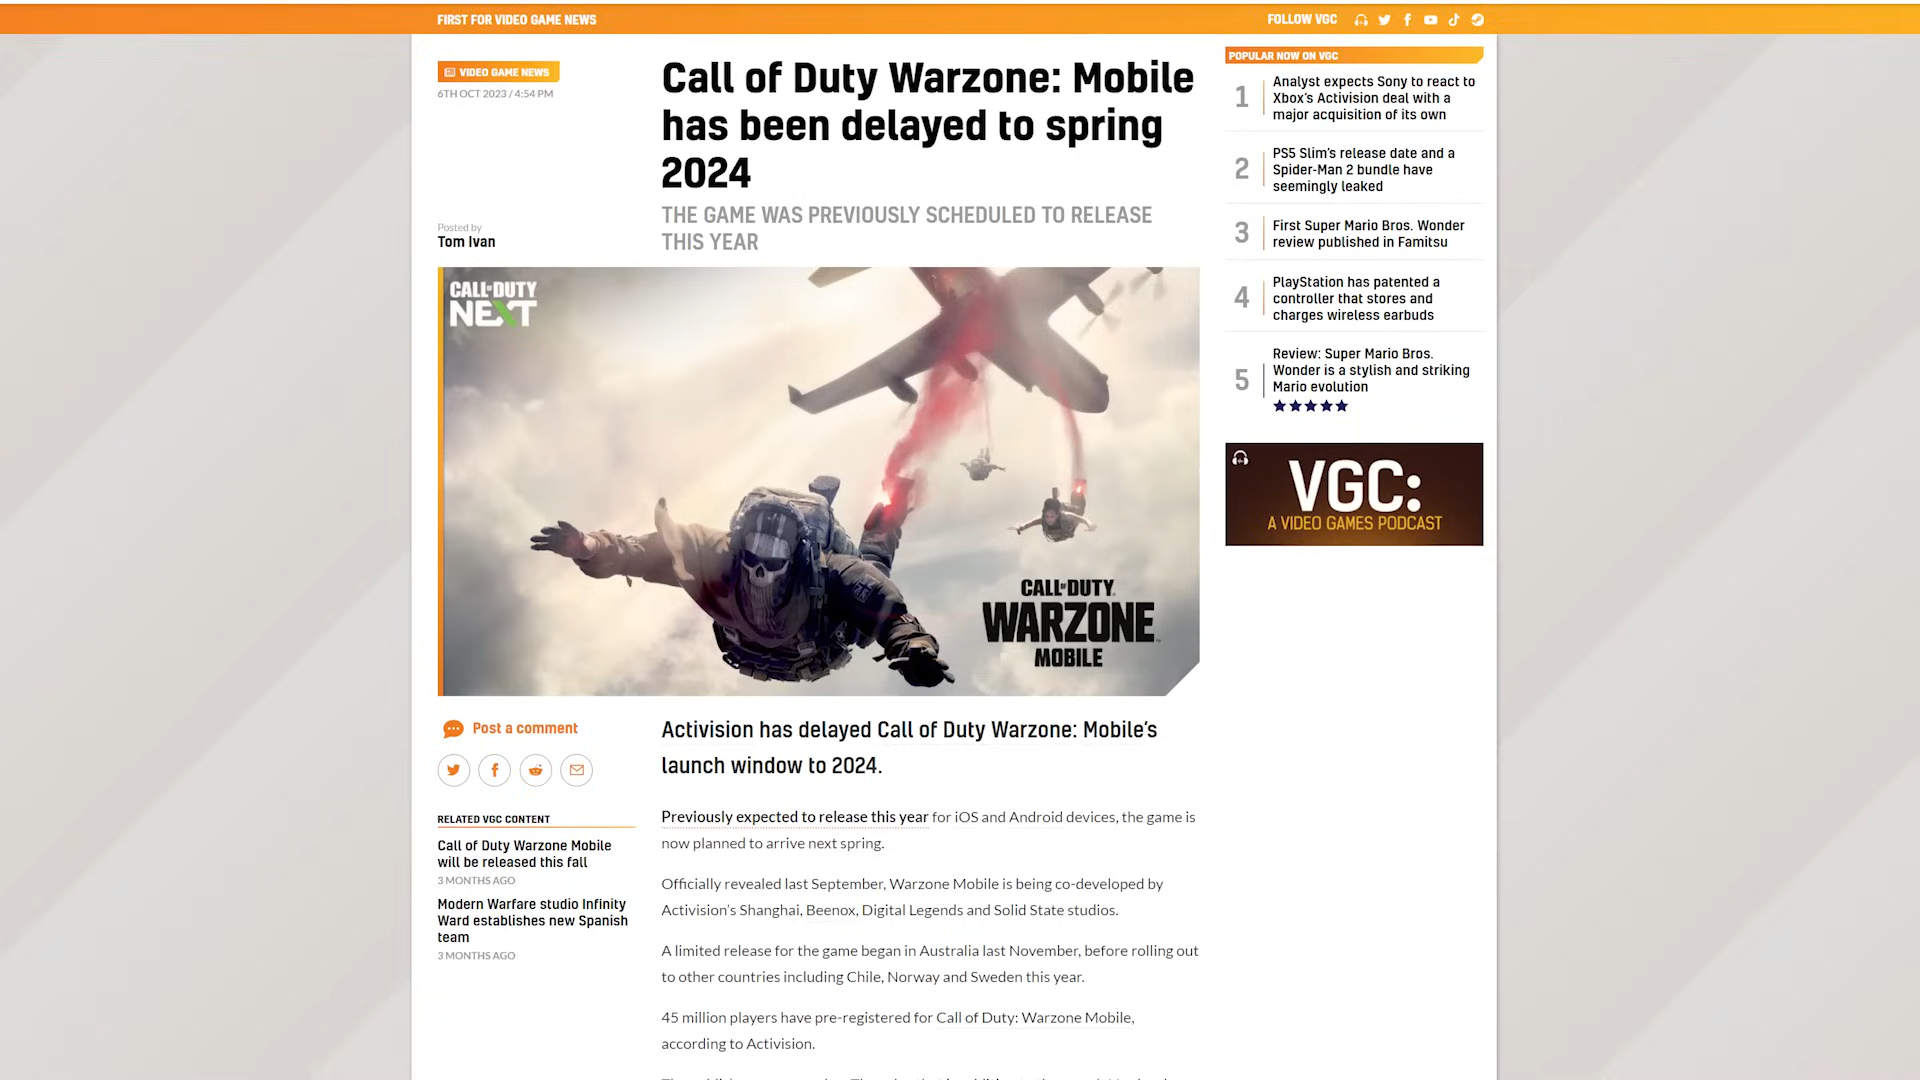 FIRST FOR VIDEO GAME NEWS
FOLLOW VGC
VIDEO GAME NEWS
6TH OCT 2023 / 4:54 PM
Call of Duty Warzone: Mobile
has been delayed to spring
2024
THE GAME WAS PREVIOUSLY SCHEDULED TO RELEASE
THIS YEAR
Posted by
Tom Ivan
CALL OF DUTY
NEXT
CALL OF DUTY
WARZONE
MOBILE
Post a comment
RELATED VGC CONTENT
Call of Duty Warzone Mobile
will be released this fall
3 MONTHS AGO
Modern Warfare studio Infinity
Ward establishes new Spanish
team
3 MONTHS AGO
Activision has delayed Call of Duty Warzone: Mobile’s
launch window to 2024.
Previously expected to release this year for iOS and Android devices, the game is
now planned to arrive next spring.
Officially revealed last September, Warzone Mobile is being co-developed by
Activision’s Shanghai, Beenox, Digital Legends and Solid State studios.
A limited release for the game began in Australia last November, before rolling out
to other countries including Chile, Norway and Sweden this year.
45 million players have pre-registered for Call of Duty: Warzone Mobile,
according to Activision.
POPULAR NOW ON VGC
1
Analyst expects Sony to react to
Xbox’s Activision deal with a
major acquisition of its own
2
PS5 Slim’s release date and a
Spider-Man 2 bundle have
seemingly leaked
3
First Super Mario Bros. Wonder
review published in Famitsu
4
PlayStation has patented a
controller that stores and
charges wireless earbuds
5
Review: Super Mario Bros.
Wonder is a stylish and striking
Mario evolution
VGC:
A VIDEO GAMES PODCAST